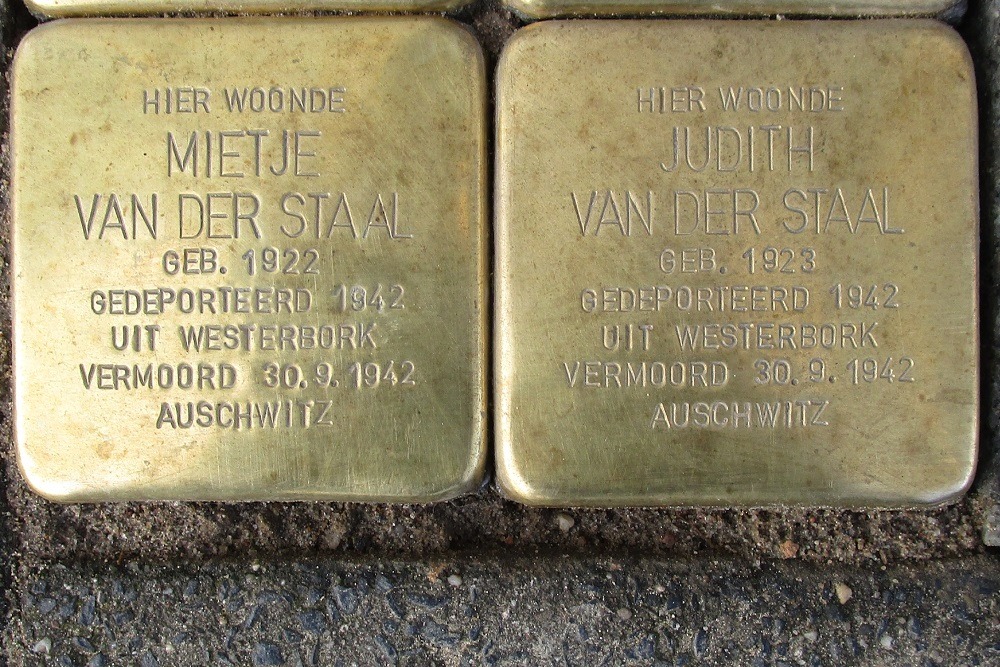 HIER WOONDE
MIETJE
VAN DER STAAL
GEB. 1922
GEDEPORTEERD 1942
UIT WESTERBORK
VERMOORD 30.9.1942
AUSCHWITZ
HIER WOONDE
JUDITH
VAN DER STAAL
GEB. 1923
GEDEPORTEERD 1942
UIT WESTERBORK
VERMOORD 30.9.1942
AUSCHWITZ